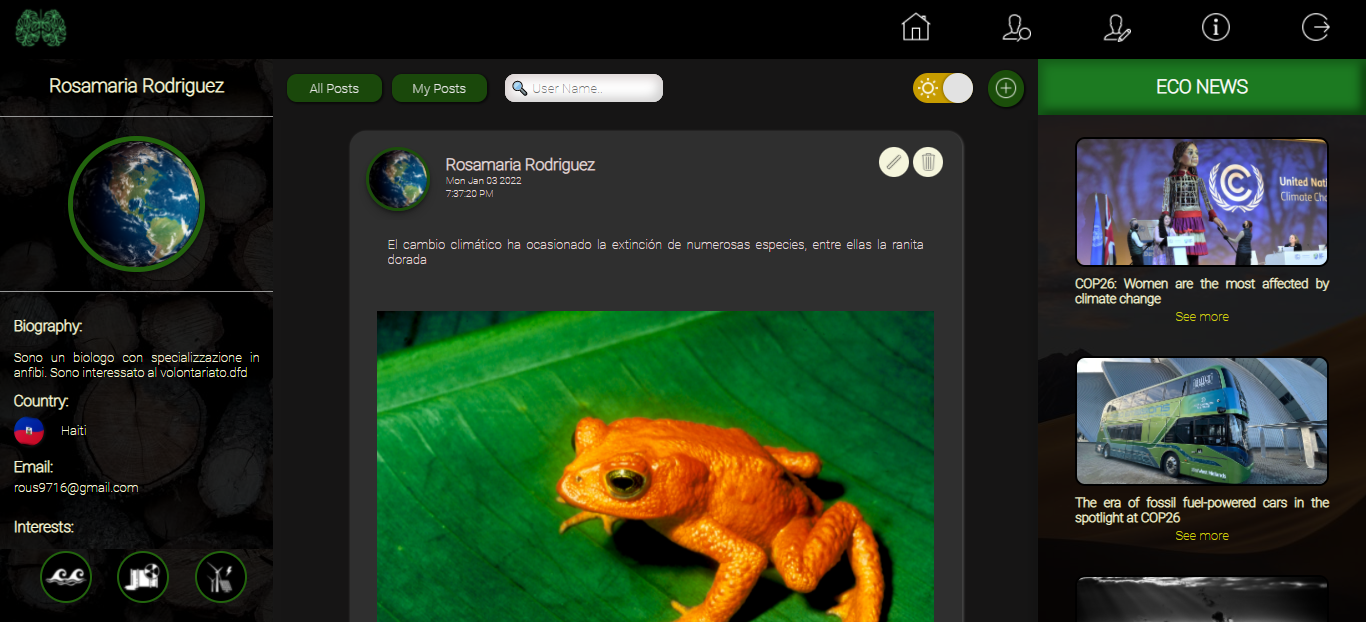 Rosamaria Rodriguez
Biography:
Sono un biologo con specializzazione in
anfibi. Sono interessato al volontariato.dfd
Country:
Haiti
Email:
rous9716@gmail.com
Interests:
All Posts
My Posts
User Name..
Rosamaria Rodriguez
Mon Jan 03 2022
7:37:20 PM
El cambio climático ha ocasionado la extinción de numerosas especies, entre ellas la ranita
dorada
ECO NEWS
United Nati
Climate Cha
COP26: Women are the most affected by
climate change
See more
The era of fossil fuel-powered cars in the
spotlight at COP26
See more